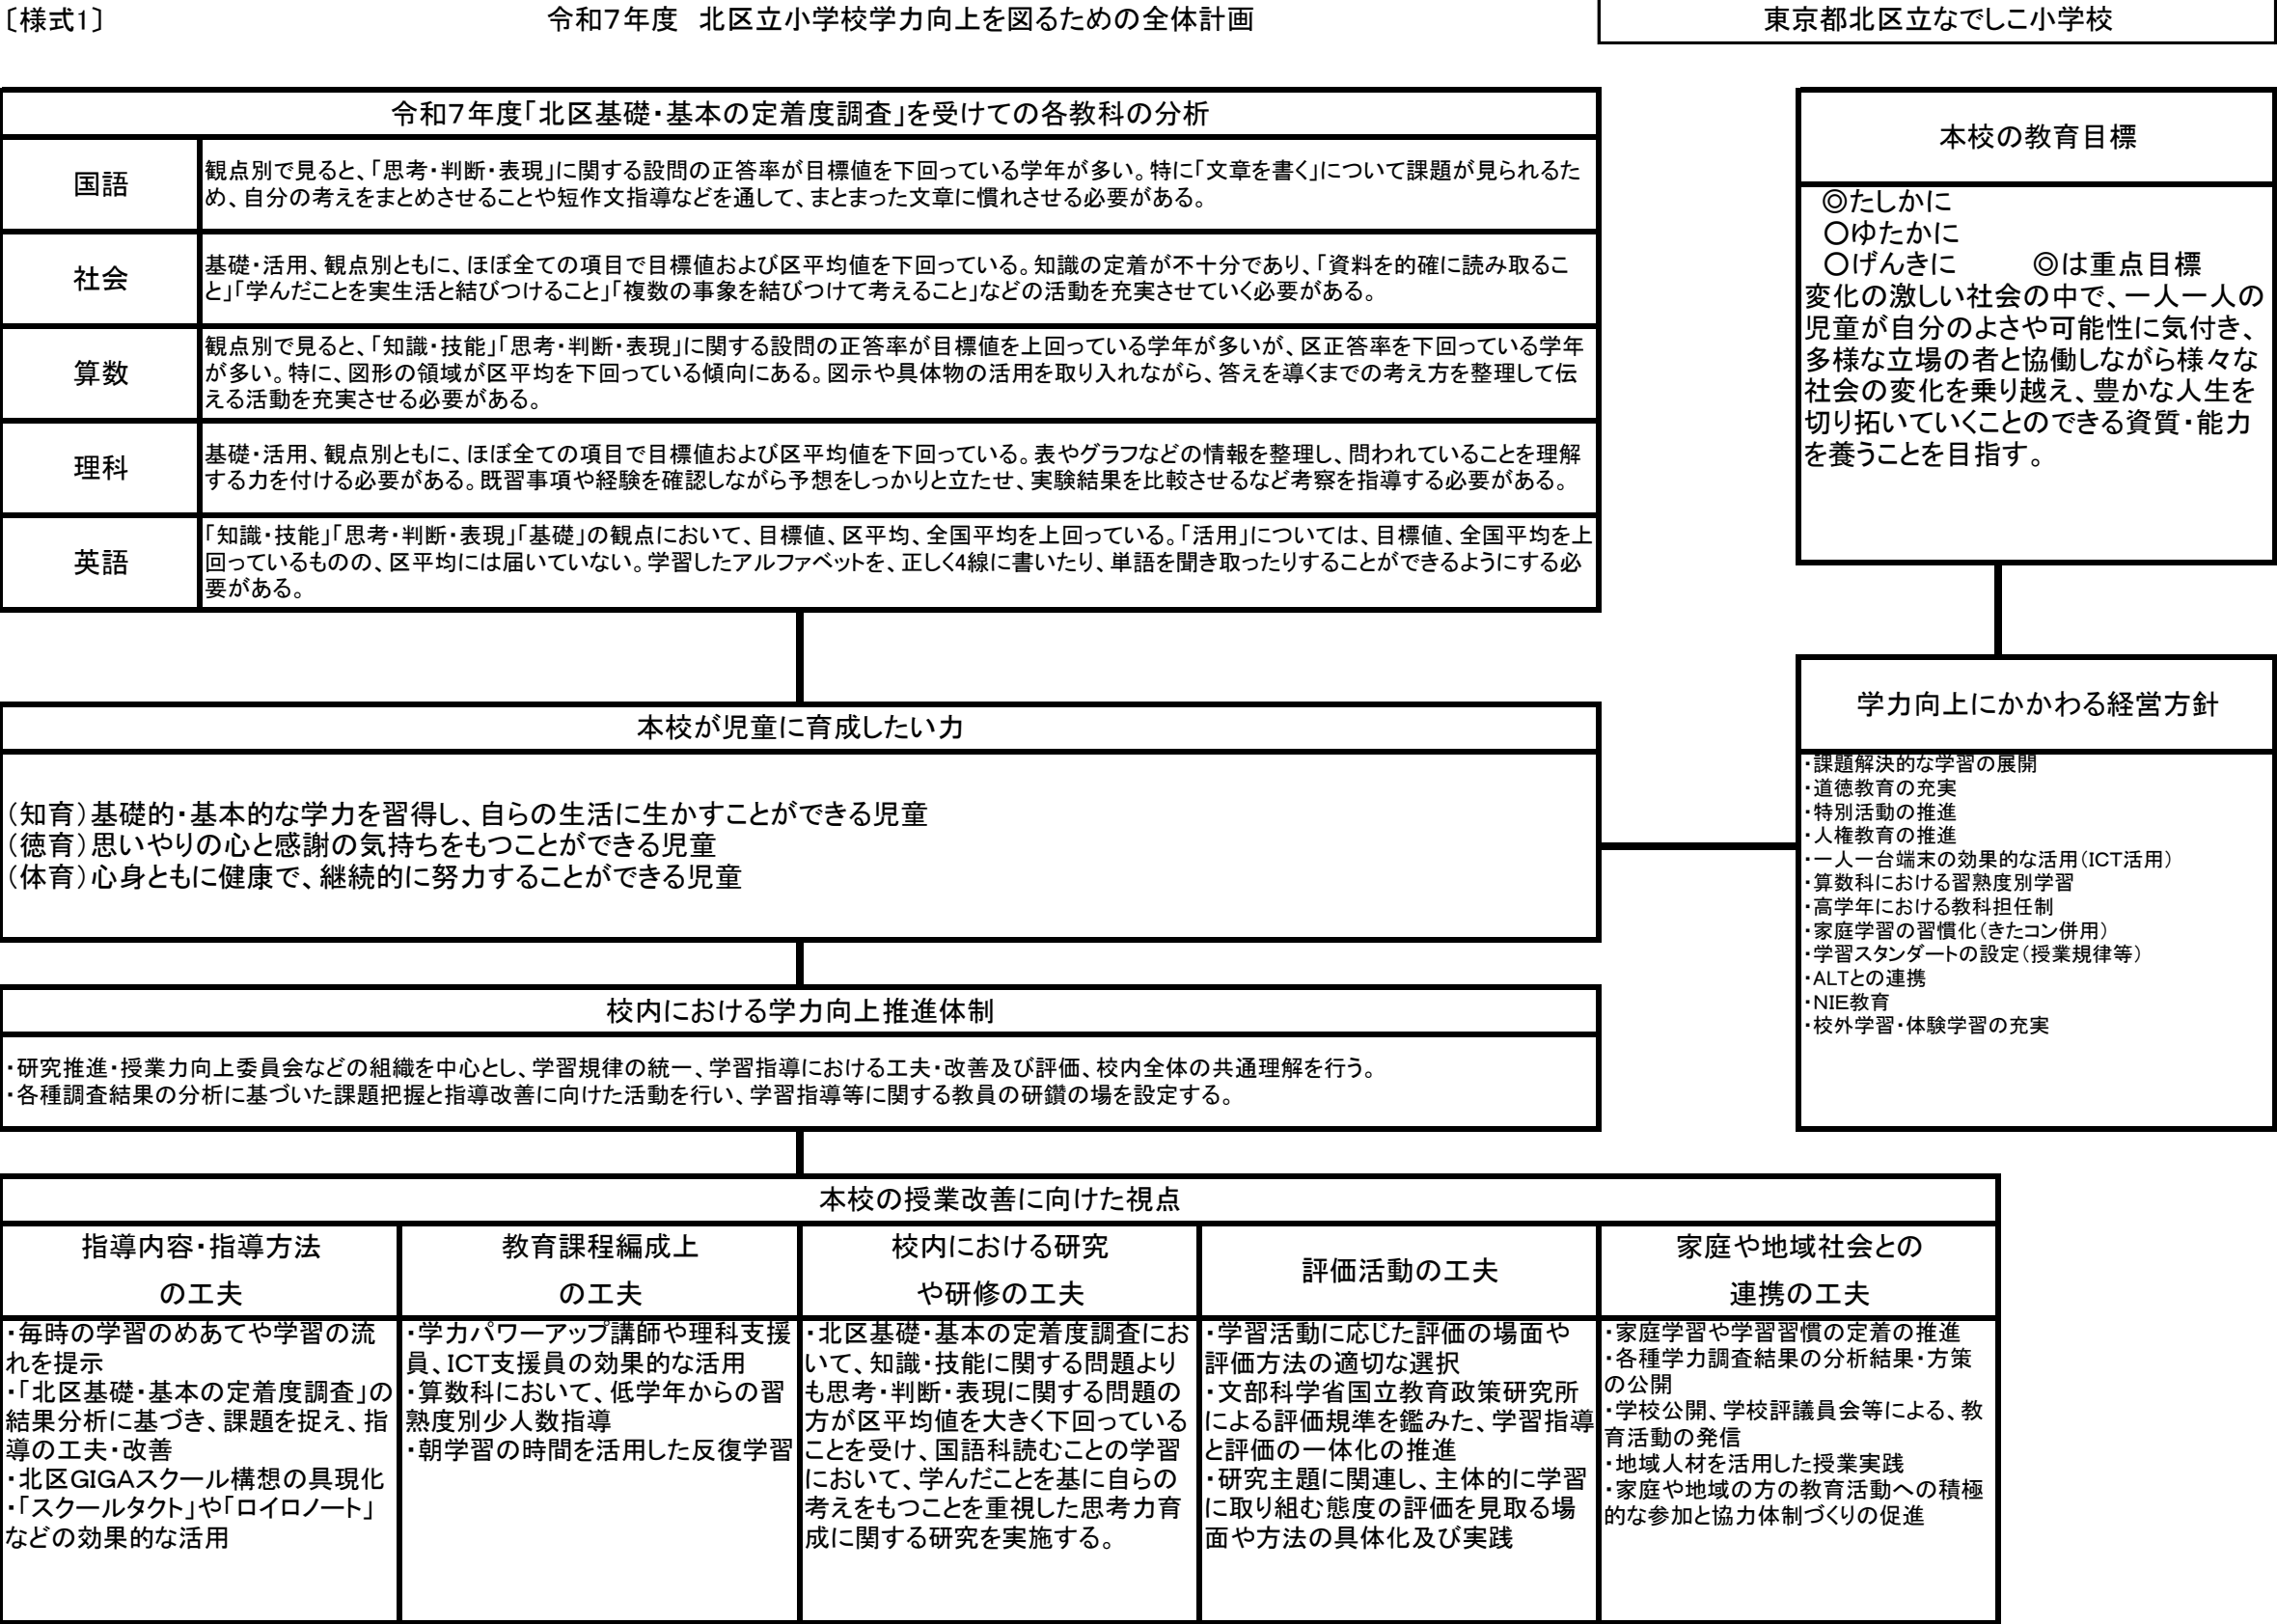 〔様式1〕
令和7年度 北区立小学校学力向上を図るための全体計画
東京都北区立なでしこ小学校
令和7年度「北区基礎・基本の定着度調査」を受けての各教科の分析
国語
観点別で見ると、「思考・判断・表現」に関する設問の正答率が目標値を下回っている学年が多い。特に「文章を書く」について課題が見られるた
め、自分の考えをまとめさせることや短作文指導などを通して、まとまった文章に慣れさせる必要がある。
社会
基礎・活用、観点別ともに、ほぼ全ての項目で目標値および区平均値を下回っている。知識の定着が不十分であり、「資料を的確に読み取るこ
と」「学んだことを実生活と結びつけること」「複数の事象を結びつけて考えること」などの活動を充実させていく必要がある。
算数
観点別で見ると、「知識・技能」「思考・判断・表現」に関する設問の正答率が目標値を上回っている学年が多いが、区正答率を下回っている学年
が多い。特に、図形の領域が区平均を下回っている傾向にある。図示や具体物の活用を取り入れながら、答えを導くまでの考え方を整理して伝
える活動を充実させる必要がある。
理科
基礎・活用、観点別ともに、ほぼ全ての項目で目標値および区平均値を下回っている。表やグラフなどの情報を整理し、問われていることを理解
する力を付ける必要がある。既習事項や経験を確認しながら予想をしっかりと立たせ、実験結果を比較させるなど考察を指導する必要がある。
英語
「知識・技能」「思考・判断・表現」「基礎」の観点において、目標値、区平均、全国平均を上回っている。「活用」については、目標値、全国平均を上
回っているものの、区平均には届いていない。学習したアルファベットを、正しく4線に書いたり、単語を聞き取ったりすることができるようにする必
要がある。
本校の教育目標
◎たしかに
○ゆたかに
○げんきに ◎は重点目標
変化の激しい社会の中で、一人一人の
児童が自分のよさや可能性に気付き、
多様な立場の者と協働しながら様々な
社会の変化を乗り越え、豊かな人生を
切り拓いていくことのできる資質・能力
を養うことを目指す。
本校が児童に育成したい力
（知育）基礎的・基本的な学力を習得し、自らの生活に生かすことができる児童
（徳育）思いやりの心と感謝の気持ちをもつことができる児童
（体育）心身ともに健康で、継続的に努力することができる児童
学力向上にかかわる経営方針
・課題解決的な学習の展開
・道徳教育の充実
・特別活動の推進
・人権教育の推進
・一人一台端末の効果的な活用（ICT活用）
・算数科における習熟度別学習
・高学年における教科担任制
・家庭学習の習慣化（きたコン併用）
・学習スタンダートの設定（授業規律等）
・ALTとの連携
・NIE教育
・校外学習・体験学習の充実
校内における学力向上推進体制
・研究推進・授業力向上委員会などの組織を中心とし、学習規律の統一、学習指導における工夫・改善及び評価、校内全体の共通理解を行う。
・各種調査結果の分析に基づいた課題把握と指導改善に向けた活動を行い、学習指導等に関する教員の研鑽の場を設定する。
本校の授業改善に向けた視点
指導内容・指導方法
の工夫
・毎時の学習のめあてや学習の流
れを提示
・「北区基礎・基本の定着度調査」の
結果分析に基づき、課題を捉え、指
導の工夫・改善
・北区GIGAスクール構想の具現化
・「スクールタクト」や「ロイロノート」
などの効果的な活用
教育課程編成上
の工夫
・学力パワーアップ講師や理科支援
員、ICT支援員の効果的な活用
・算数科において、低学年からの習
熟度別少人数指導
・朝学習の時間を活用した反復学習
校内における研究
や研修の工夫
・北区基礎・基本の定着度調査にお
いて、知識・技能に関する問題より
も思考・判断・表現に関する問題の
方が区平均値を大きく下回っている
ことを受け、国語科読むことの学習
において、学んだことを基に自らの
考えをもつことを重視した思考力育
成に関する研究を実施する。
評価活動の工夫
・学習活動に応じた評価の場面や
評価方法の適切な選択
・文部科学省国立教育政策研究所
による評価規準を鑑みた、学習指導
と評価の一体化の推進
・研究主題に関連し、主体的に学習
に取り組む態度の評価を見取る場
面や方法の具体化及び実践
家庭や地域社会との
連携の工夫
・家庭学習や学習習慣の定着の推進
・各種学力調査結果の分析結果・方策
の公開
・学校公開、学校評議員会等による、教
育活動の発信
・地域人材を活用した授業実践
・家庭や地域の方の教育活動への積極
的な参加と協力体制づくりの促進